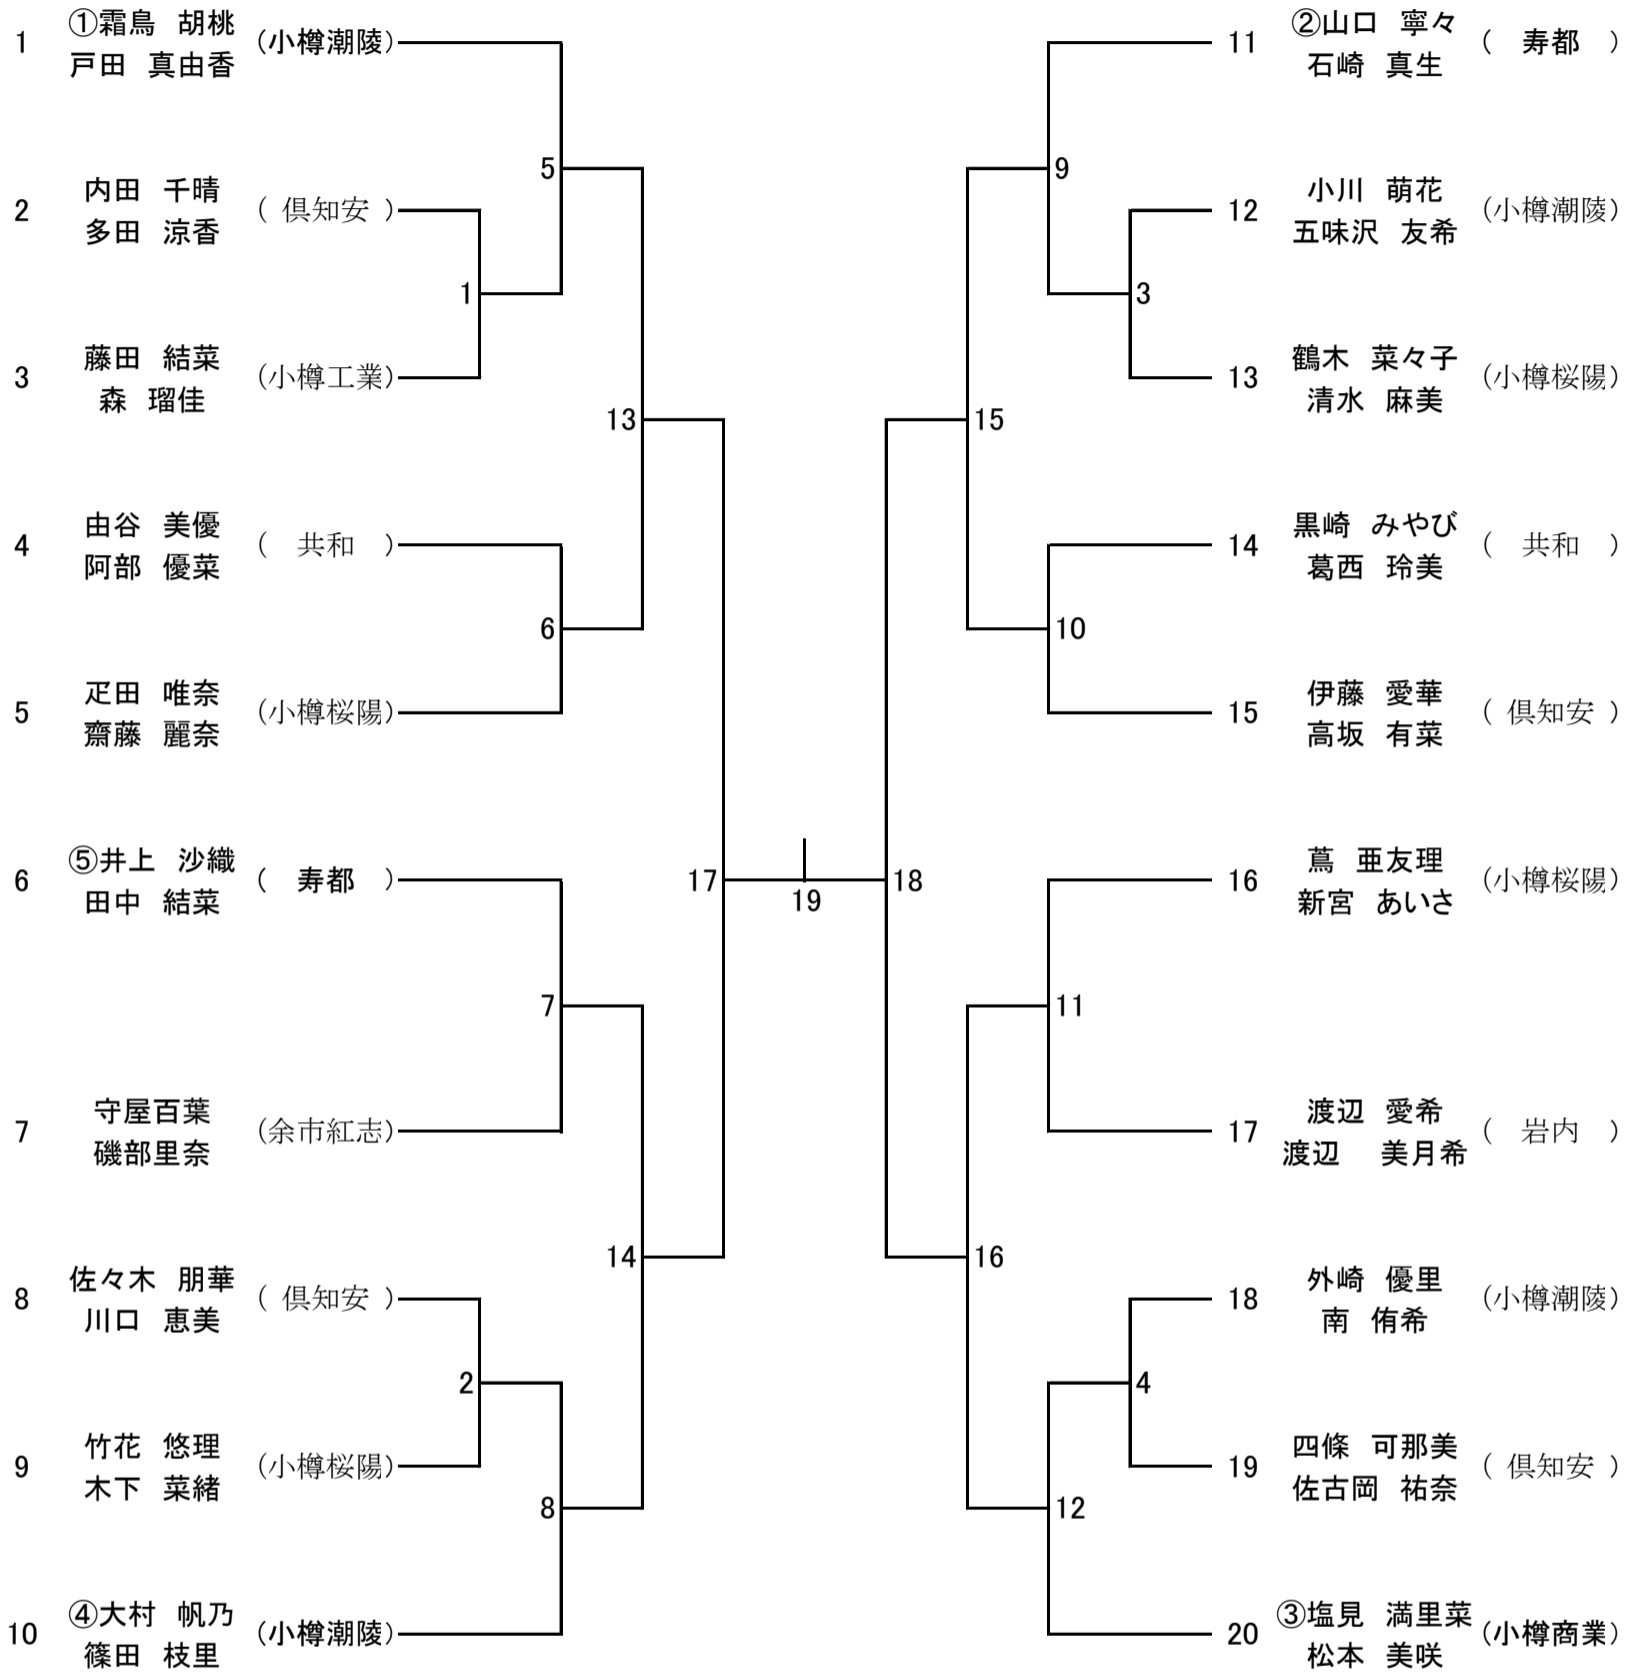 1 ①霜鳥 胡桃 (小樽潮陵)
戸田 真由香
2 内田 千晴 ( 倶知安 )
多田 涼香
3 藤田 結菜 (小樽工業)
森 瑠佳
4 由谷 美優 ( 共和 )
阿部 優菜
5 疋田 唯奈 (小樽桜陽)
齋藤 麗奈
6 ⑤井上 沙織 ( 寿都 )
田中 結菜
7 守屋百葉 (余市紅志)
磯部里奈
8 佐々木 朋華 ( 倶知安 )
川口 恵美
9 竹花 悠理 (小樽桜陽)
木下 菜緒
10 ④大村 帆乃 (小樽潮陵)
篠田 枝里
5
1
13
6
7
14
2
8
17
19
18
9
3
15
10
11
16
4
12
11 ②山口 寧々 ( 寿都 )
石崎 真生
12 小川 萌花 (小樽潮陵)
五味沢 友希
13 鶴木 菜々子 (小樽桜陽)
清水 麻美
14 黒崎 みやび ( 共和 )
葛西 玲美
15 伊藤 愛華 ( 倶知安 )
高坂 有菜
16 蔦 亜友理 (小樽桜陽)
新宮 あいさ
17 渡辺 愛希 ( 岩内 )
渡辺 美月希
18 外崎 優里 (小樽潮陵)
南 侑希
19 四條 可那美 ( 倶知安 )
佐古岡 祐奈
20 ③塩見 満里菜 (小樽商業)
松本 美咲